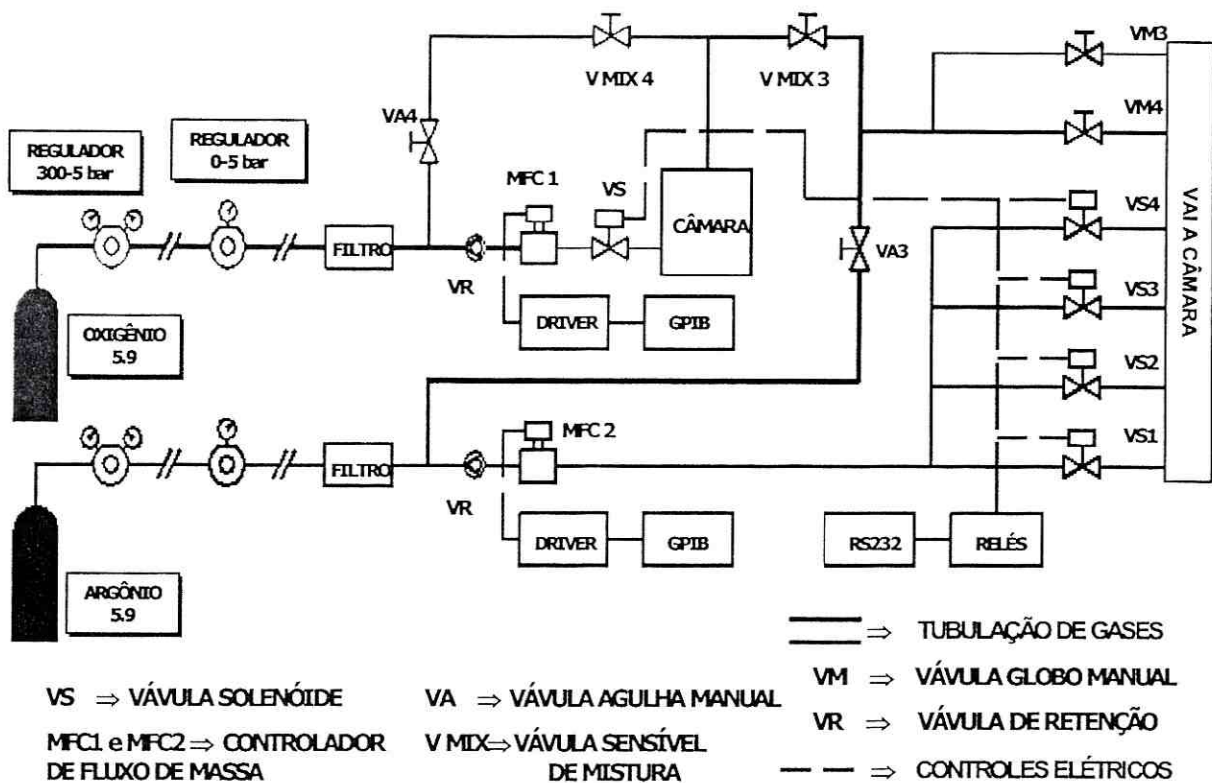 VM3
V MIX 4
V MIX 3
VA4
VM4
REGULADOR
300-5 bar
REGULADOR
0-5 bar
MFC 1
VS
VS4
CÂMARA
FILTRO
VA3
VR
VAI A CÂMARA
VS3
DRIVER
GPIB
OXIGÊNIO
5.9
VS2
MFC 2
VS1
FILTRO
VR
DRIVER
GPIB
RS232
RELÉS
ARGÔNIO
5.9
⇒ TUBULAÇÃO DE GASES
VM ⇒ VÁVULA GLOBO MANUAL
VS ⇒ VÁVULA SOLENÓIDE
VA ⇒ VÁVULA AGULHA MANUAL
VR ⇒ VÁVULA DE RETENÇÃO
MFC1 e MFC2 ⇒ CONTROLADOR
DE FLUXO DE MASSA
V MIX⇒ VÁVULA SENSÍVEL
DE MISTURA
⇒ CONTROLES ELÉTRICOS